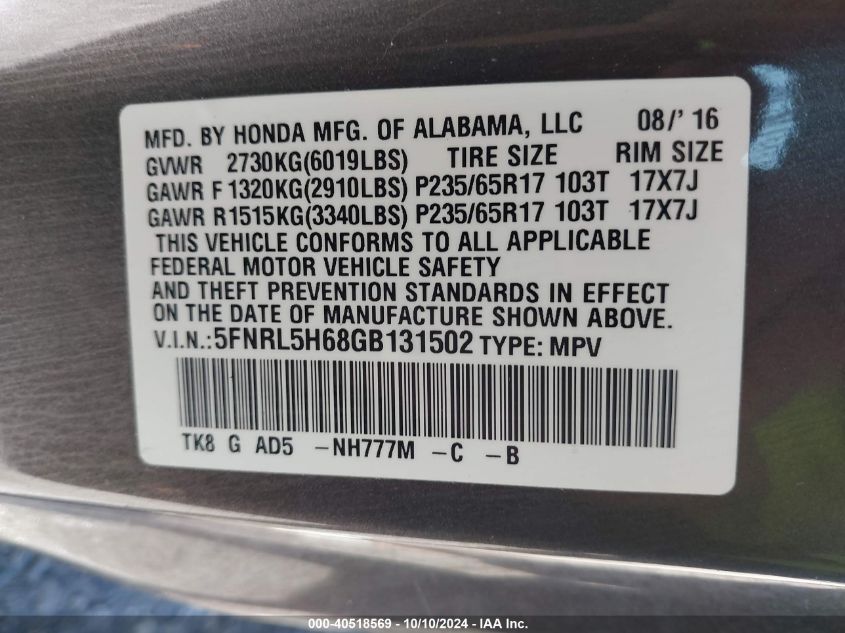 MFD. BY HONDA MFG. OF ALABAMA, LLC 08/' 16
GVWR 2730KG(6019LBS) TIRE SIZE RIM SIZE
GAWR F 1320KG(2910LBS) P235/65R17 103T 17X7J
GAWR R1515KG(3340LBS) P235/65R17 103T 17X7J
THIS VEHICLE CONFORMS TO ALL APPLICABLE
FEDERAL MOTOR VEHICLE SAFETY
AND THEFT PREVENTION STANDARDS IN EFFECT
ON THE DATE OF MANUFACTURE SHOWN ABOVE.
V.I.N.:5FNRL5H68GB131502 TYPE: MPV
TK8 G AD5 -NH777M -C -B
000-40518569 - 10/10/2024 - IAA Inc.